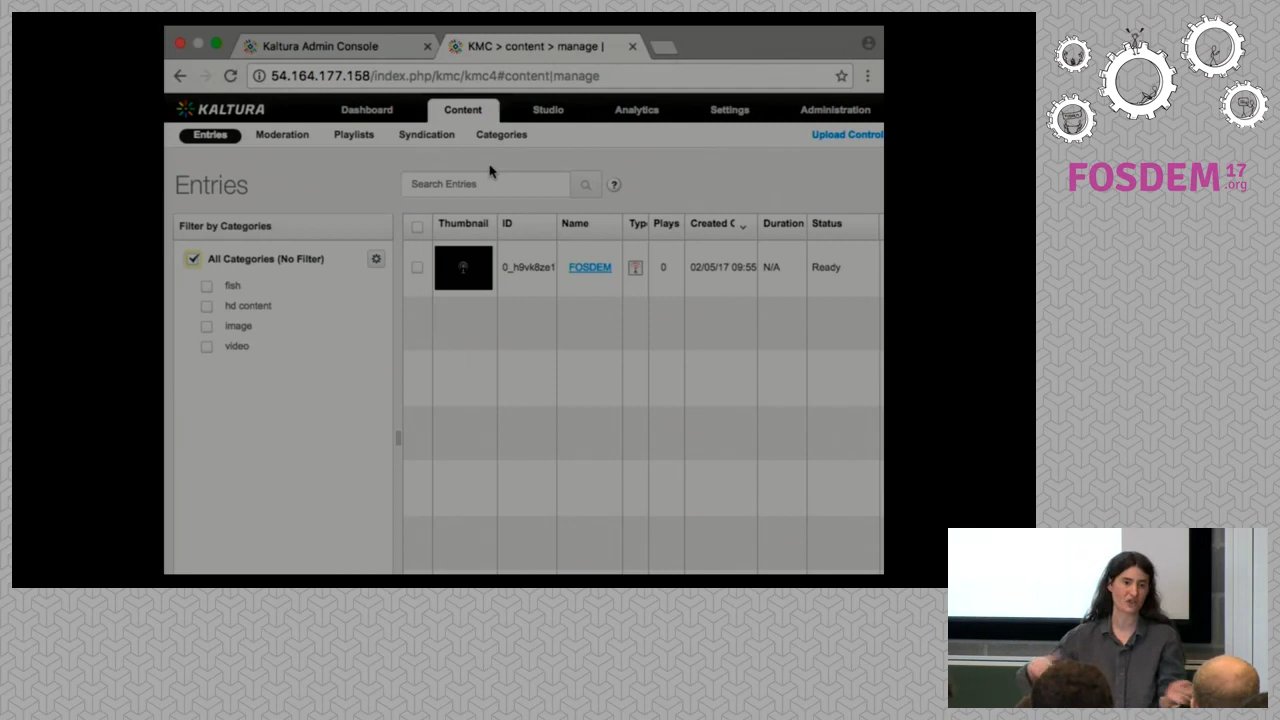 Kaltura Admin Console
KMC > content > manage |
54.164.177.158/index.php/kmc/kmc4#content|manage
KALTURA
Dashboard
Content
Studio
Analytics
Settings
Administration
Entries
Moderation
Playlists
Syndication
Categories
Upload Control
Entries
Search Entries
?
Filter by Categories
All Categories (No Filter)
fish
hd content
image
video
Thumbnail
ID
Name
Typ
Plays
Created C
Duration
Status
0_h9vk8ze1
FOSDEM
0
02/05/17 09:55
N/A
Ready
FOSDEM 17
.org